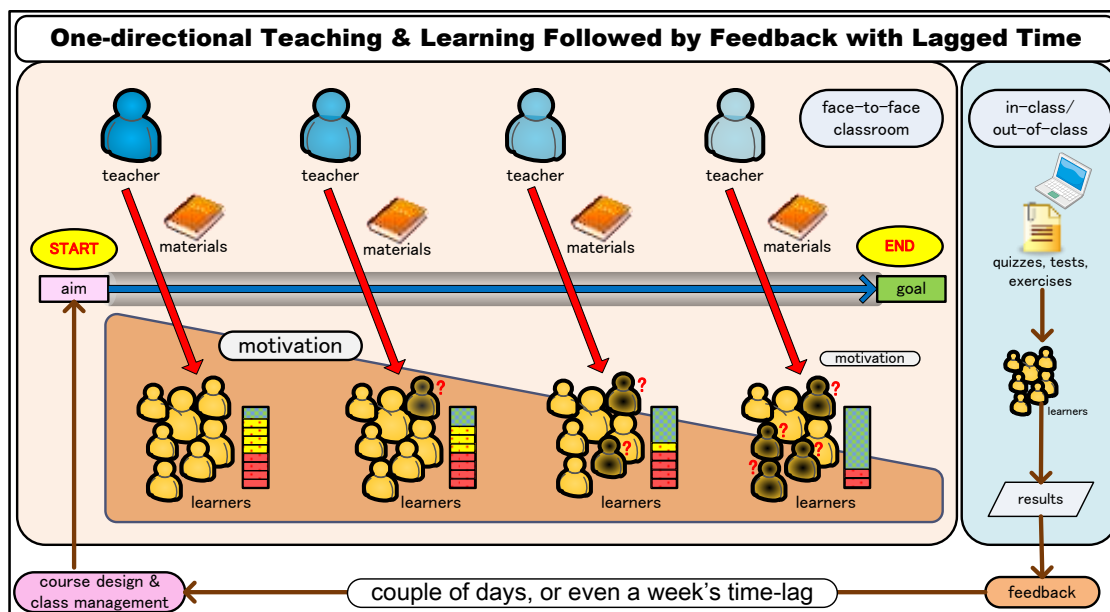 One-directional Teaching & Learning Followed by Feedback with Lagged Time
face-to-face
classroom
in-class/
out-of-class
teacher
teacher
teacher
teacher
materials
materials
materials
materials
START
END
aim
goal
quizzes, tests,
exercises
motivation
motivation
?
?
?
?
?
?
?
learners
learners
learners
learners
learners
results
course design &
class management
couple of days, or even a week's time-lag
feedback